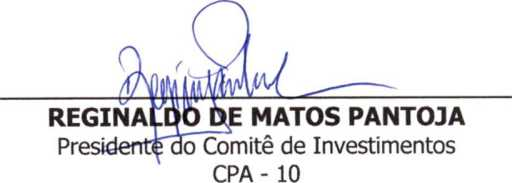 REGINALDO DE MATOS PANTOJA
Presidente do Comitê de Investimentos
CPA - 10